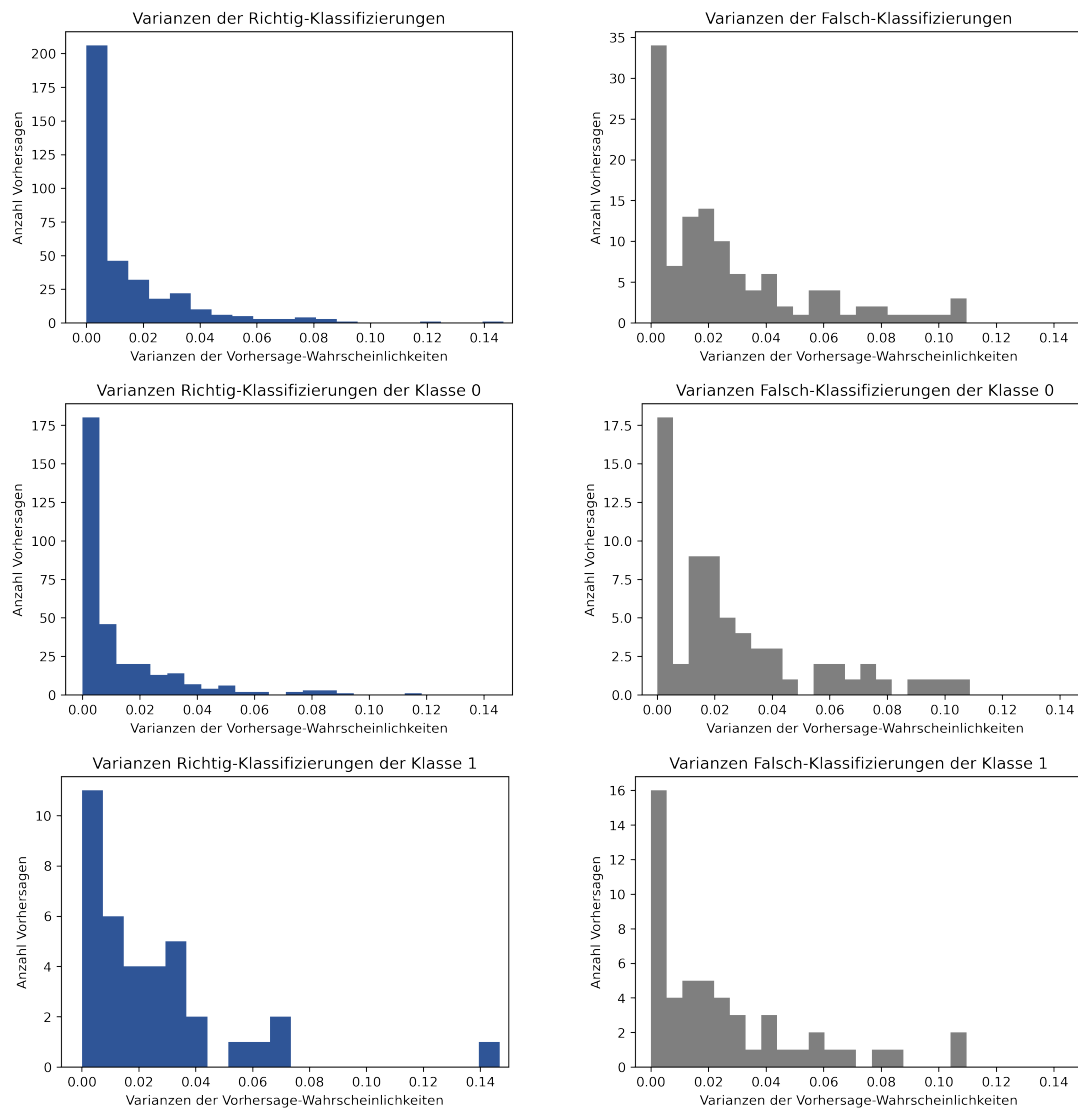 Varianzen der Richtig-Klassifizierungen
200
175
150
125
100
75
50
25
0
Anzahl Vorhersagen
0.00 0.02 0.04 0.06 0.08 0.10 0.12 0.14
Varianzen der Vorhersage-Wahrscheinlichkeiten
Varianzen der Falsch-Klassifizierungen
35
30
25
20
15
10
5
0
Anzahl Vorhersagen
0.00 0.02 0.04 0.06 0.08 0.10 0.12 0.14
Varianzen der Vorhersage-Wahrscheinlichkeiten
Varianzen Richtig-Klassifizierungen der Klasse 0
175
150
125
100
75
50
25
0
Anzahl Vorhersagen
0.00 0.02 0.04 0.06 0.08 0.10 0.12 0.14
Varianzen der Vorhersage-Wahrscheinlichkeiten
Varianzen Falsch-Klassifizierungen der Klasse 0
17.5
15.0
12.5
10.0
7.5
5.0
2.5
0.0
Anzahl Vorhersagen
0.00 0.02 0.04 0.06 0.08 0.10 0.12 0.14
Varianzen der Vorhersage-Wahrscheinlichkeiten
Varianzen Richtig-Klassifizierungen der Klasse 1
10
8
6
4
2
0
Anzahl Vorhersagen
0.00 0.02 0.04 0.06 0.08 0.10 0.12 0.14
Varianzen der Vorhersage-Wahrscheinlichkeiten
Varianzen Falsch-Klassifizierungen der Klasse 1
16
14
12
10
8
6
4
2
0
Anzahl Vorhersagen
0.00 0.02 0.04 0.06 0.08 0.10 0.12 0.14
Varianzen der Vorhersage-Wahrscheinlichkeiten